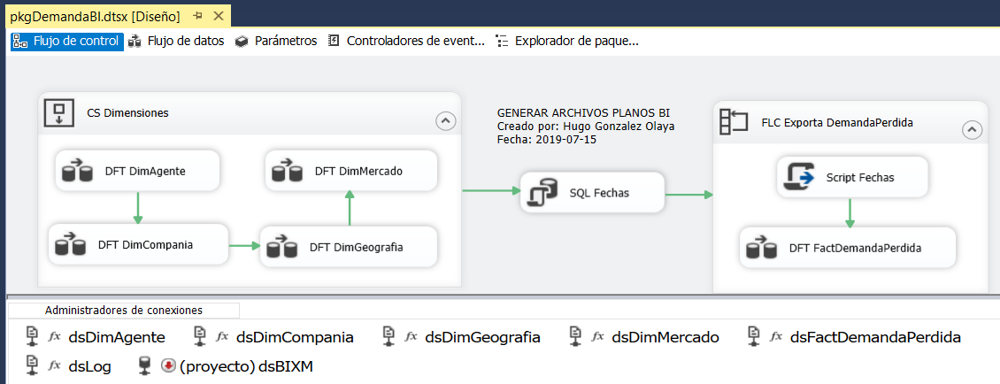 pkgDemandaBI.dtsx [Diseño]
Flujo de control
Flujo de datos
Parámetros
Controladores de event...
Explorador de paque...
CS Dimensiones
DFT DimAgente
DFT DimMercado
DFT DimCompania
DFT DimGeografia
GENERAR ARCHIVOS PLANOS BI
Creado por: Hugo Gonzalez Olaya
Fecha: 2019-07-15
SQL Fechas
FLC Exporta DemandaPerdida
Script Fechas
DFT FactDemandaPerdida
Administradores de conexiones
fx dsDimAgente
fx dsDimCompania
fx dsDimGeografia
fx dsDimMercado
fx dsFactDemandaPerdida
fx dsLog
(proyecto) dsBIXM